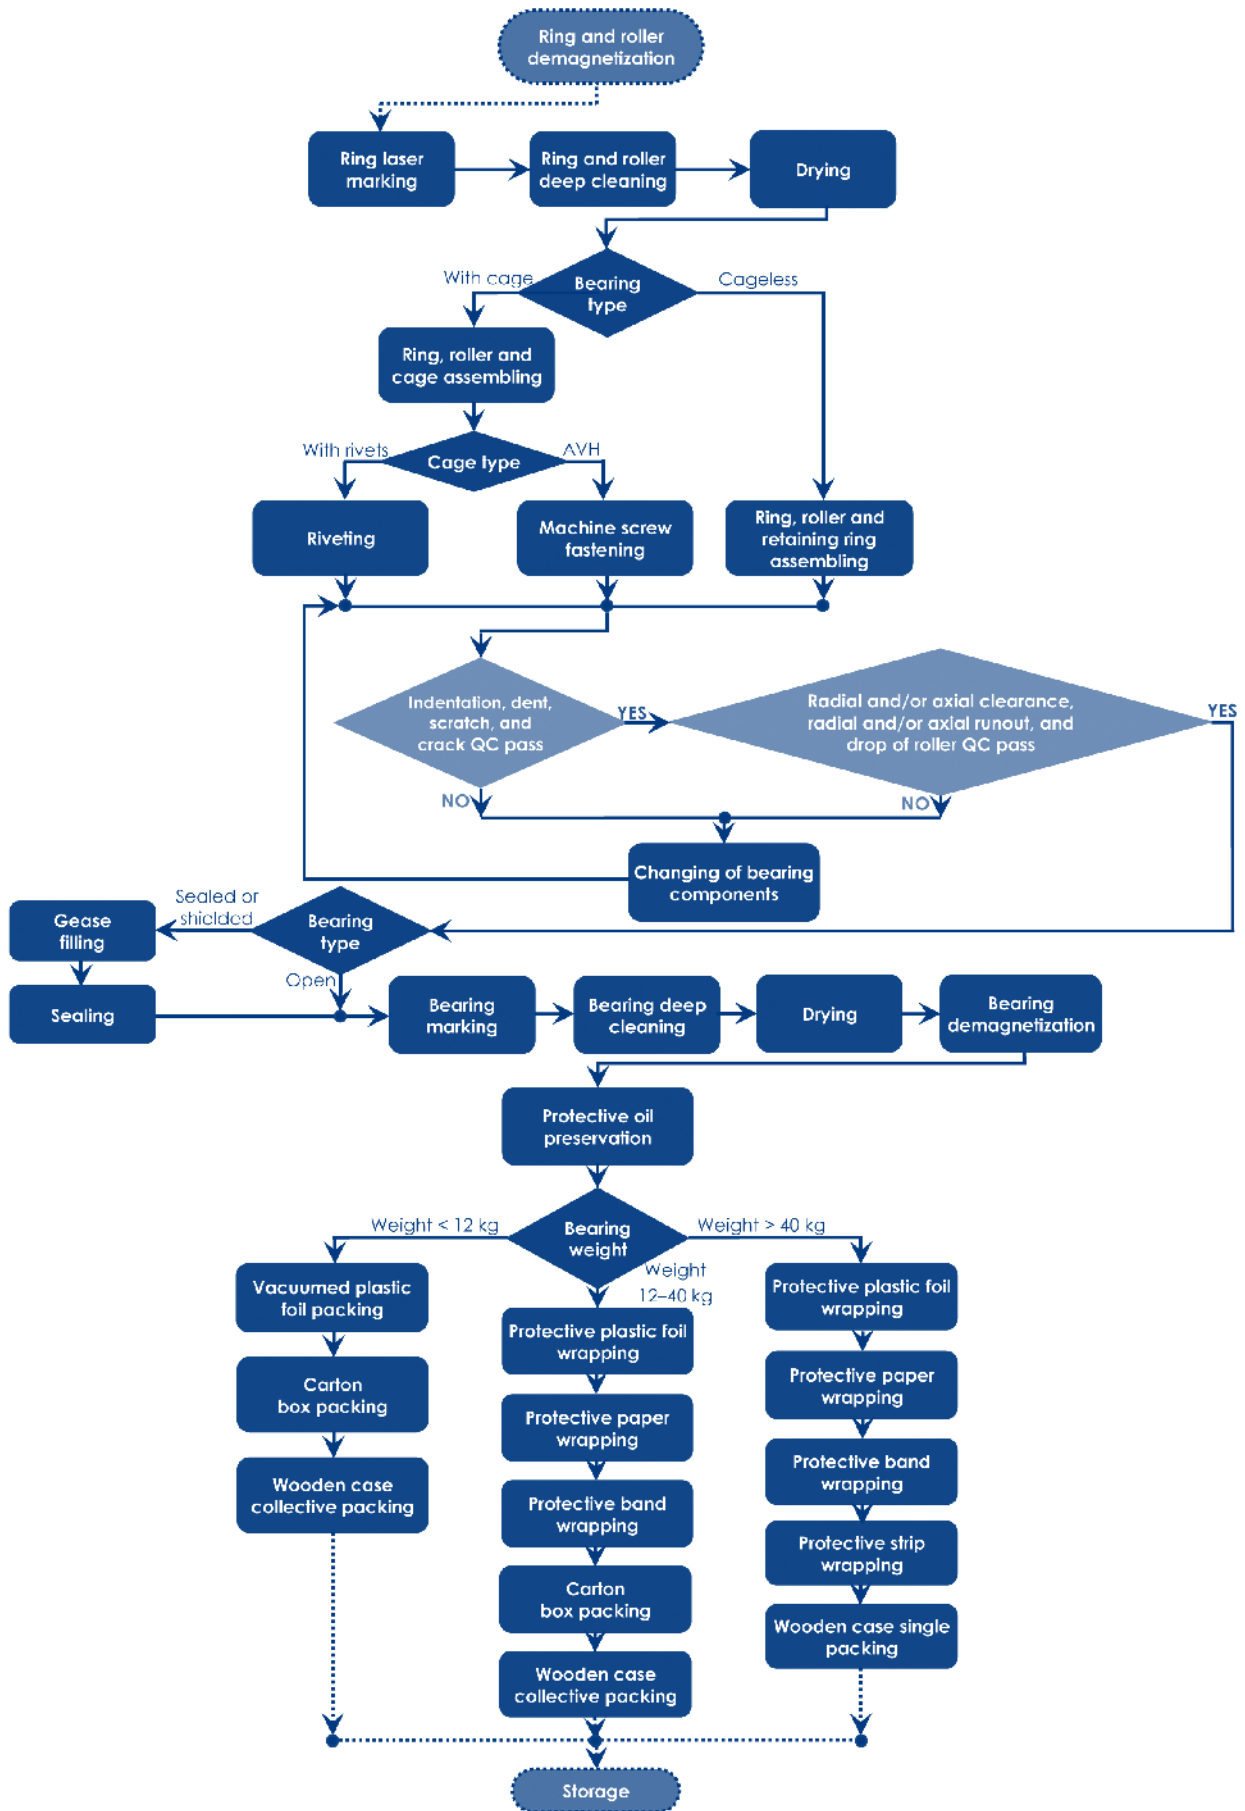 Ring and roller
demagnetization
Ring laser
marking
Ring and roller
deep cleaning
Drying
With cage
Bearing
type
Cageless
Ring, roller and
cage assembling
With rivets
Cage type
AVH
Riveting
Machine screw
fastening
Ring, roller and
retaining ring
assembling
Indentation, dent,
scratch, and
crack QC pass
YES
Radial and/or axial clearance,
radial and/or axial runout, and
drop of roller QC pass
YES
NO
NO
Changing of bearing
components
Sealed or
shielded
Bearing
type
Gease
filling
Open
Sealing
Bearing
marking
Bearing deep
cleaning
Drying
Bearing
demagnetization
Protective oil
preservation
Weight < 12 kg
Bearing
weight
Weight > 40 kg
Weight
12–40 kg
Vacuumed plastic
foil packing
Carton
box packing
Wooden case
collective packing
Protective plastic foil
wrapping
Protective paper
wrapping
Protective band
wrapping
Carton
box packing
Wooden case
collective packing
Protective plastic foil
wrapping
Protective paper
wrapping
Protective band
wrapping
Protective strip
wrapping
Wooden case single
packing
Storage